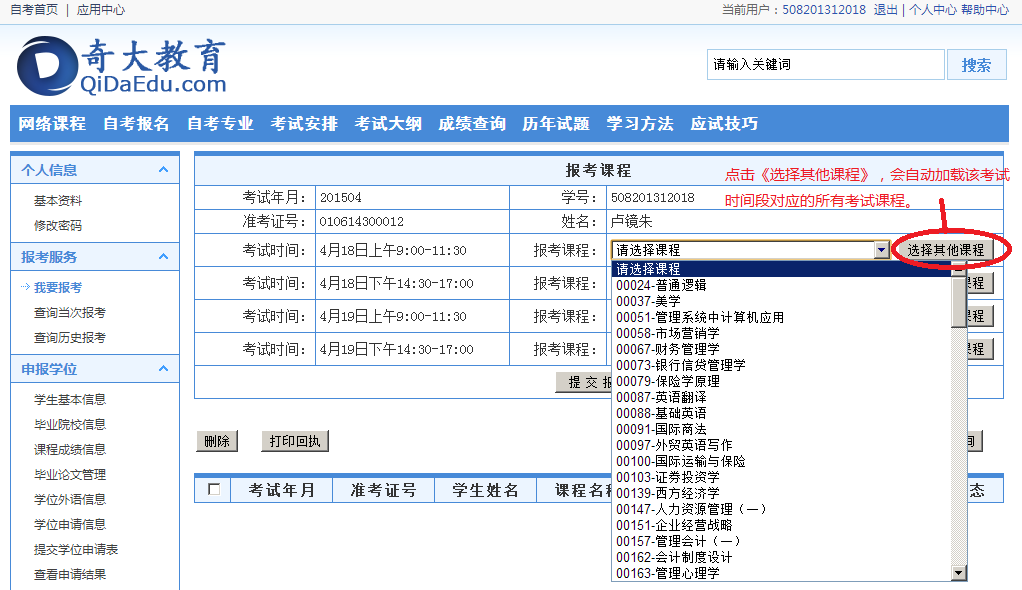 自考首页 | 应用中心
当前用户：508201312018 退出 | 个人中心 帮助中心
奇大教育
QiDaEdu.com
请输入关键词
搜索
网络课程 自考报名 自考专业 考试安排 考试大纲 成绩查询 历年试题 学习方法 应试技巧
个人信息
基本资料
修改密码
报考服务
我要报考
查询当次报考
查询历史报考
申报学位
学生基本信息
毕业院校信息
课程成绩信息
毕业论文管理
学位外语信息
学位申请信息
提交学位申请表
查看申请结果
报考课程
点击《选择其他课程》，会自动加载该考试
时间段对应的所有考试课程。
考试年月： 201504 学号： 508201312018
准考证号： 010614300012 姓名： 卢镜朱
考试时间： 4月18日上午9:00-11:30 报考课程： 请选择课程 选择其他课程
考试时间： 4月18日下午14:30-17:00 报考课程： 课程
考试时间： 4月19日上午9:00-11:30 报考课程： 课程
考试时间： 4月19日下午14:30-17:00 报考课程： 课程
提 交 报
请选择课程
00024-普通逻辑
00037-美学
00051-管理系统中计算机应用
00058-市场营销学
00067-财务管理学
00073-银行信贷管理学
00079-保险学原理
00087-英语翻译
00088-基础英语
00091-国际商法
00097-外贸英语写作
00100-国际运输与保险
00103-证券投资学
00139-西方经济学
00147-人力资源管理（一）
00151-企业经营战略
00157-管理会计（一）
00162-会计制度设计
00163-管理心理学
删除 打印回执
考试年月 准考证号 学生姓名 课程名称 态